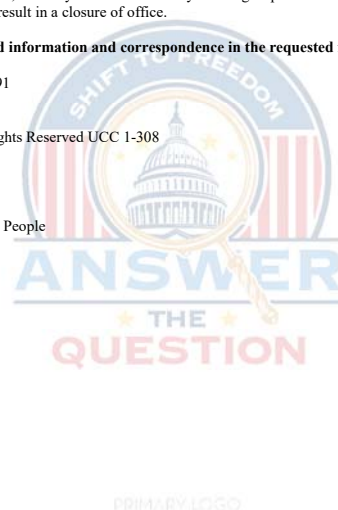 result in a closure of office.
d information and correspondence in the requested
91
ghts Reserved UCC 1-308
People
SHIFT TO FREEDOM
ANSWER
THE
QUESTION
PRIMARY LOGO